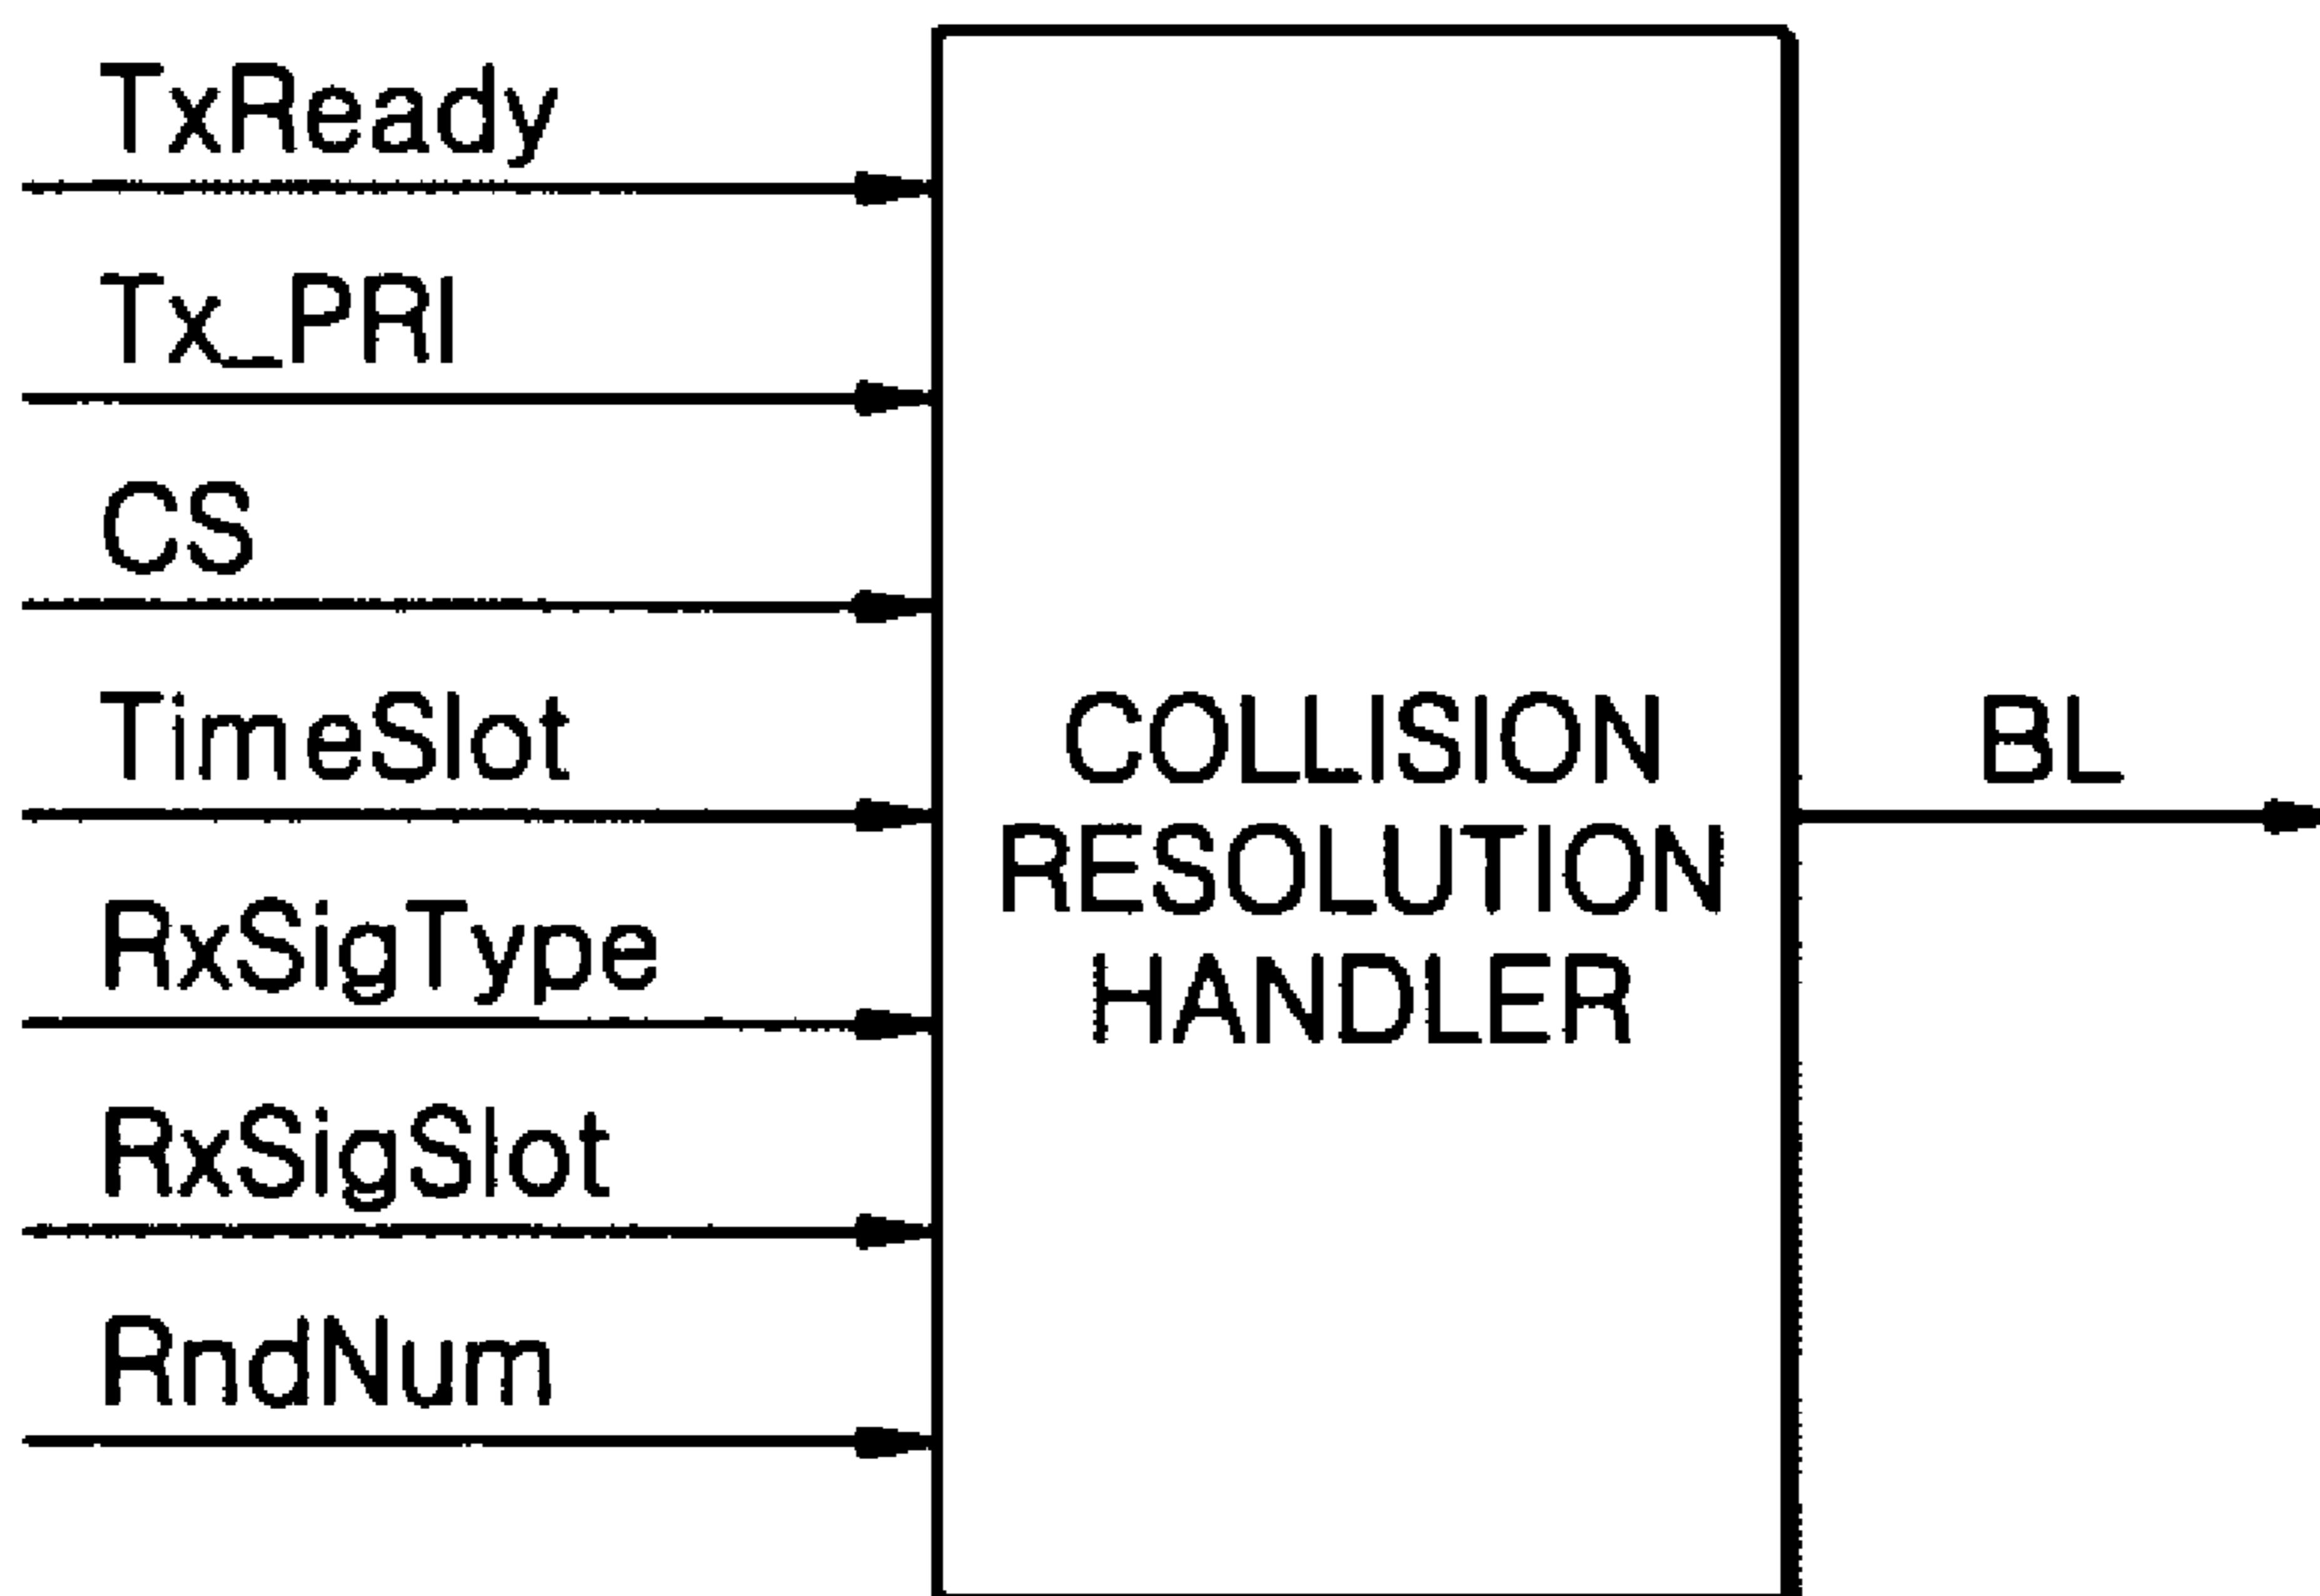 TxReady
Tx_PRI
CS
TimeSlot
RxSigType
RxSigSlot
RndNum
COLLISION
RESOLUTION
HANDLER
BL